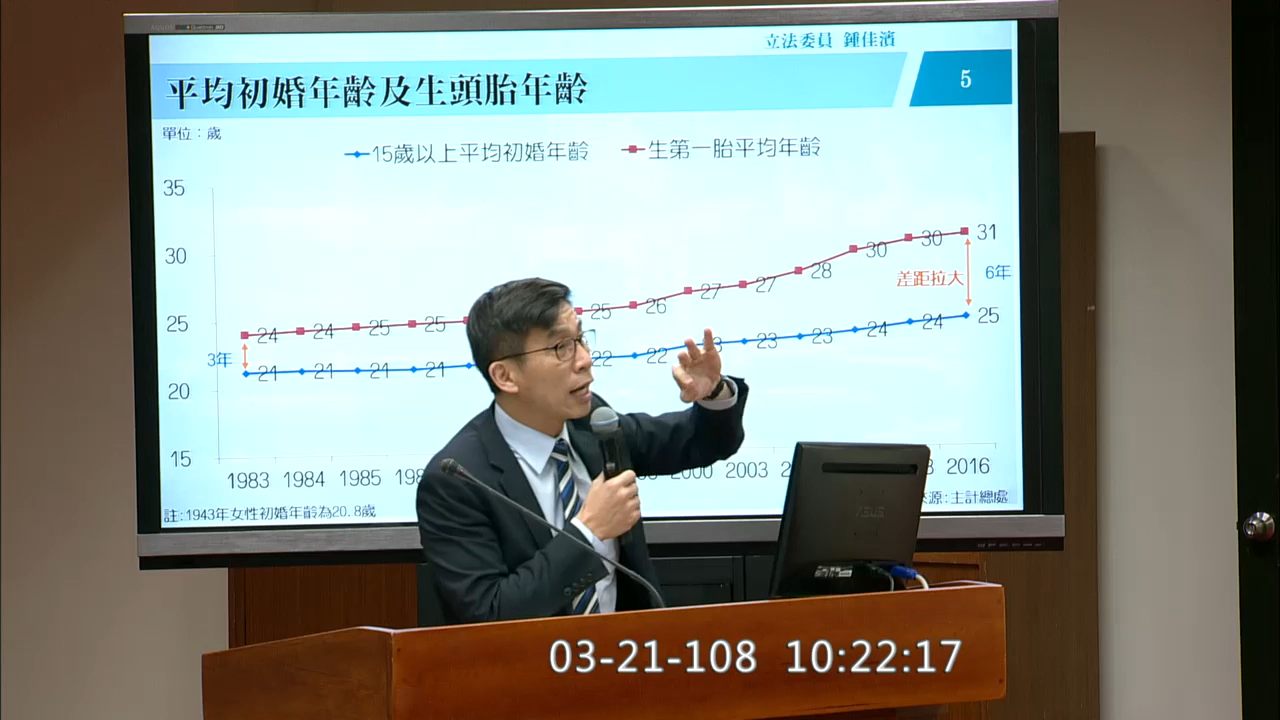 立法委員 鍾佳濱
平均初婚年齡及生頭胎年齡
5
單位：歲
15歲以上平均初婚年齡 生第一胎平均年齡
35
30
25
20
15
24 24 25 25 25 26 27 27 28 30 30 31
差距拉大
6年
3年
21 21 21 21 22 22 23 23 24 24 25
1983 1984 1985 2000 2003 2016
來源:主計總處
註:1943年女性初婚年齡為20.8歲
ASUS
03-21-108 10:22:17